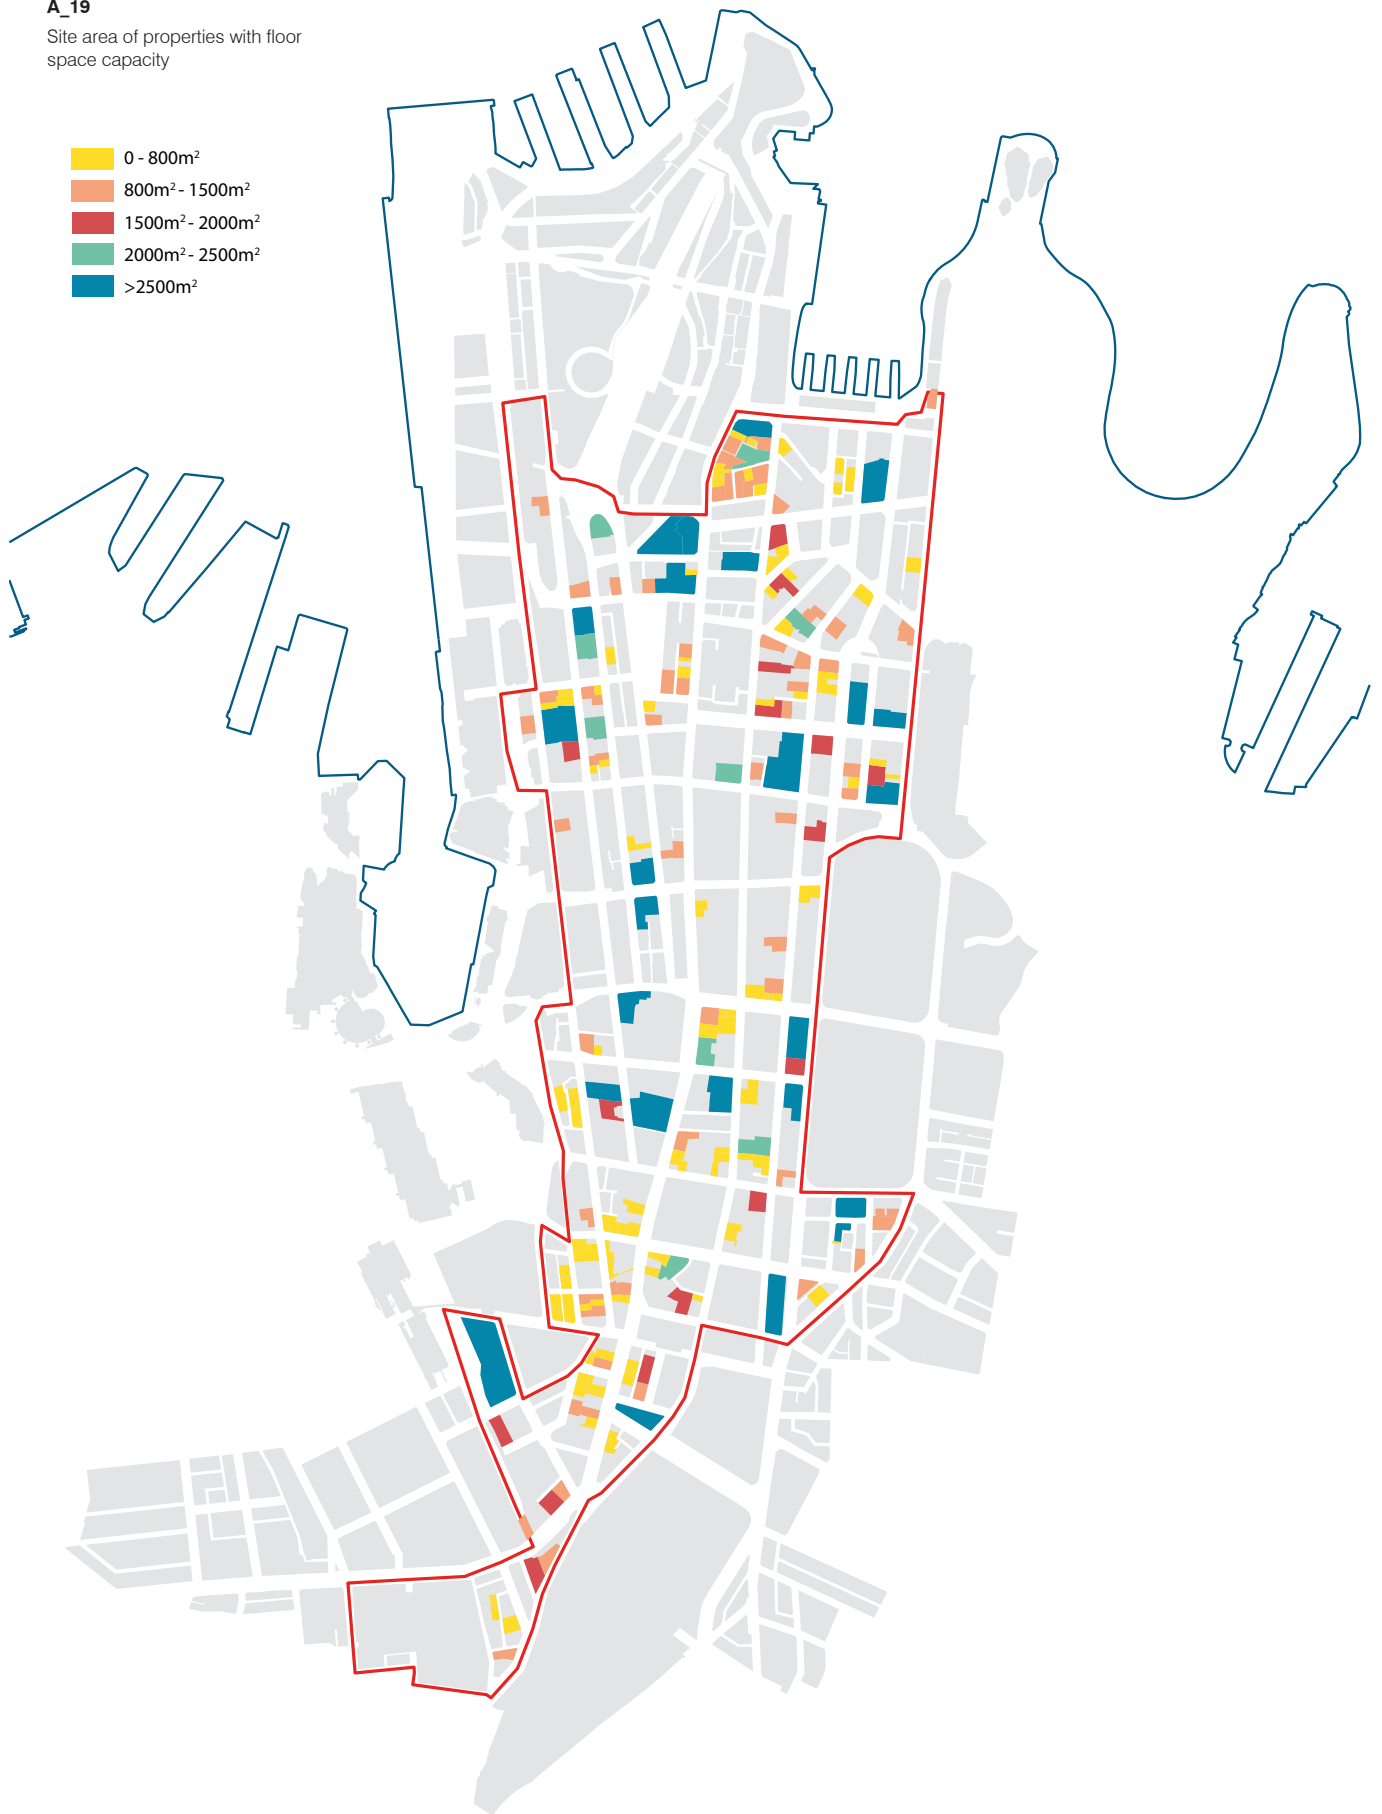 A_19
Site area of properties with floor
space capacity
0 - 800m²
800m² - 1500m²
1500m² - 2000m²
2000m² - 2500m²
>2500m²